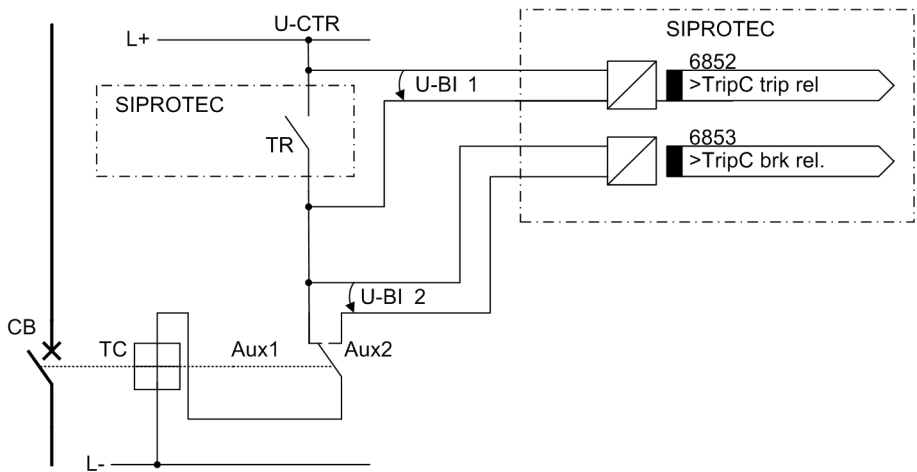 U-CTR
SIPROTEC
L+
6852
SIPROTEC
U-BI 1
>TripC trip rel
TR
6853
>TripC brk rel.
U-BI 2
CB
TC
Aux1
Aux2
L-